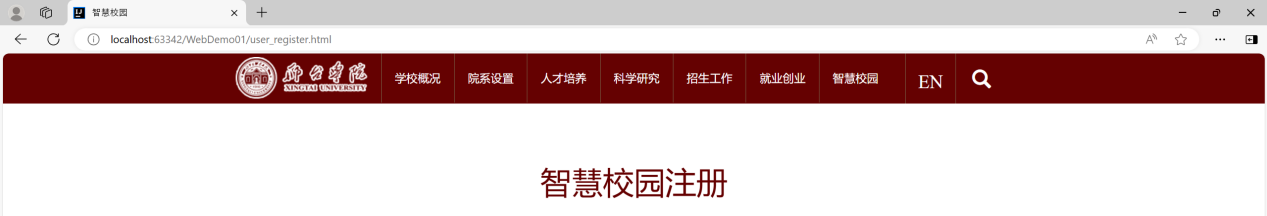 智慧校园
localhost:63342/WebDemo01/user_register.html
邢台学院
XINGTAI UNIVERSITY
学校概况 院系设置 人才培养 科学研究 招生工作 就业创业 智慧校园 EN
智慧校园注册